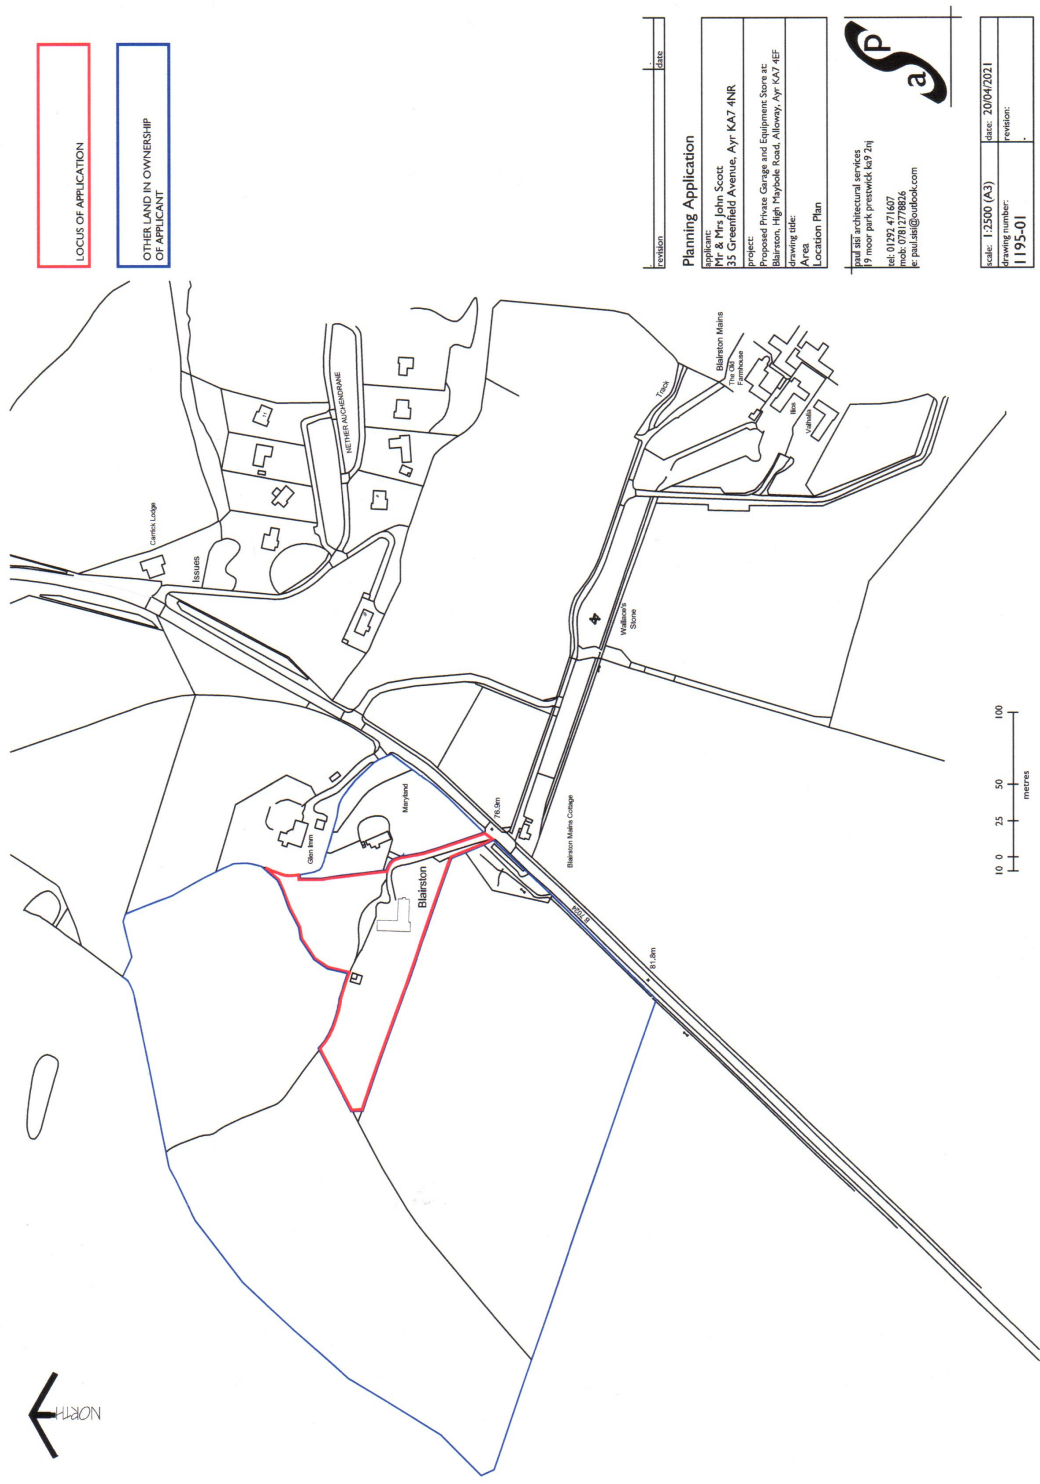 LOCUS OF APPLICATION
OTHER LAND IN OWNERSHIP
OF APPLICANT
NORTH
Carrick Lodge
Issues
NETHER AUCHENDRANE
Glen Imm
Maryland
Blairston
76.9m
Blairston Mains Cottage
B 7024
81.8m
Wallace's
Stone
Track
Blairston Mains
The Old
Farmhouse
Ilios
Valhalla
10 0 25 50 100
metres
revision date
Planning Application
applicant:
Mr & Mrs John Scott
35 Greenfield Avenue, Ayr KA7 4NR
project:
Proposed Private Garage and Equipment Store at:
Blairston, High Maybole Road, Alloway, Ayr KA7 4EF
drawing title:
Area
Location Plan
aSp
paul sisi architectural services
19 moor park prestwick ka9 2nj
tel: 01292 471607
mob: 07812778826
e: paul.sisi@outlook.com
scale: 1:2500 (A3) date: 20/04/2021
drawing number: revision:
1195-01 .